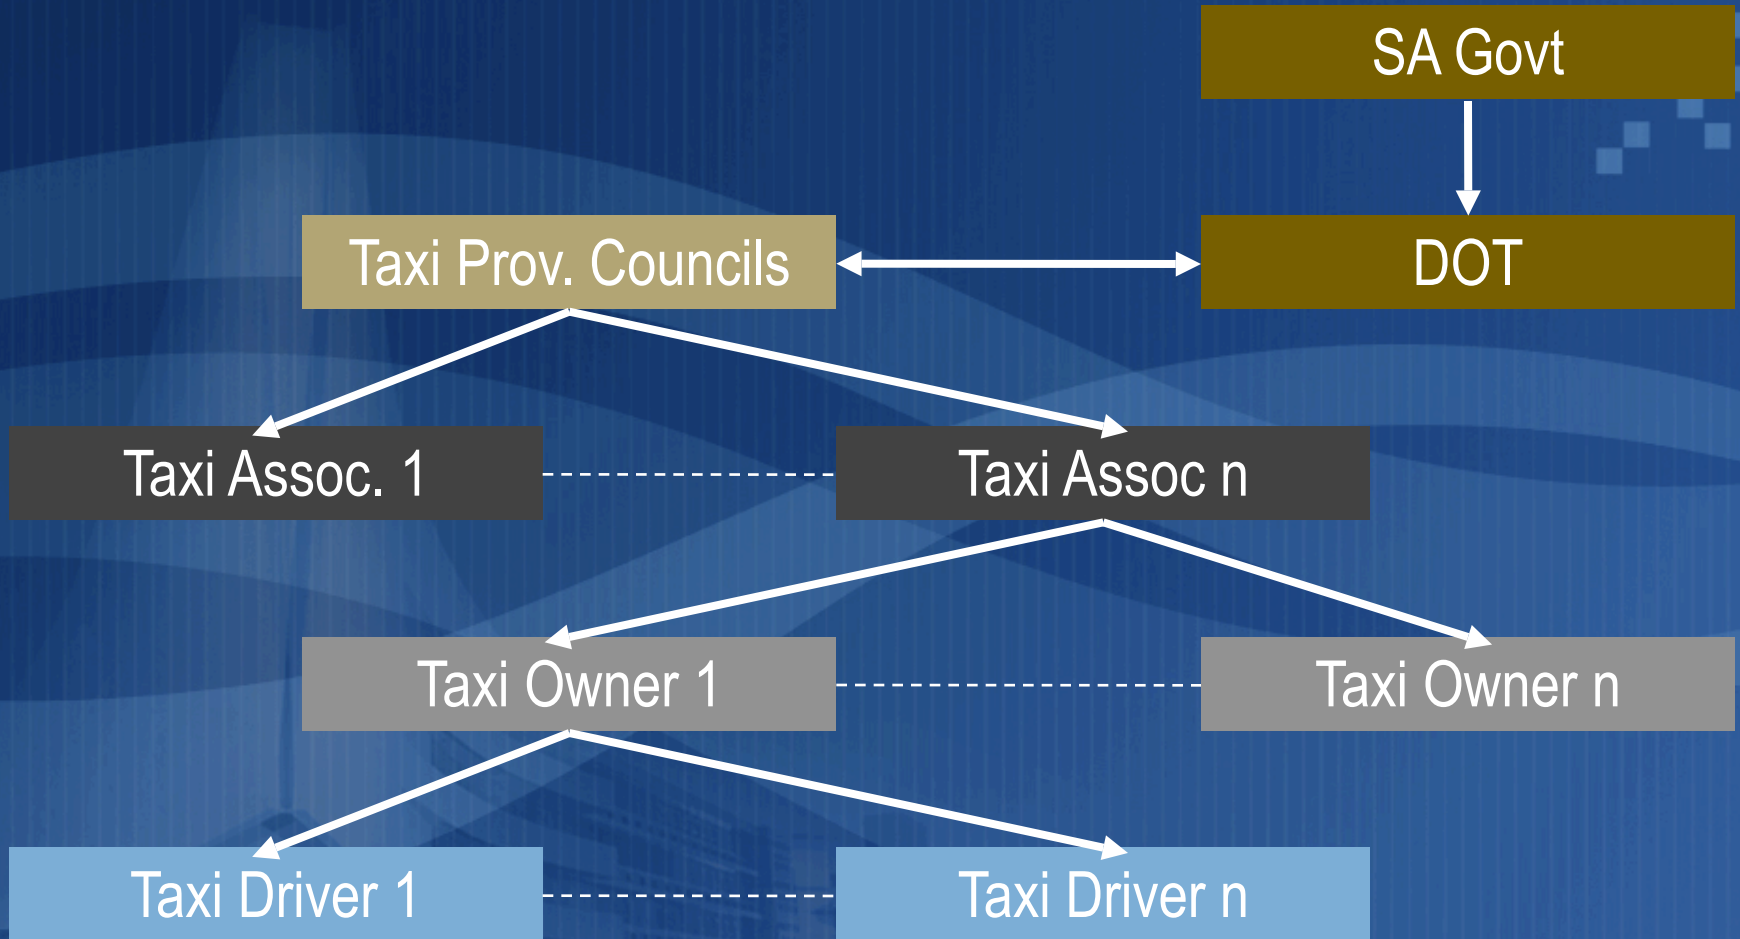 SA Govt
Taxi Prov. Councils
DOT
Taxi Assoc. 1
Taxi Assoc n
Taxi Owner 1
Taxi Owner n
Taxi Driver 1
Taxi Driver n